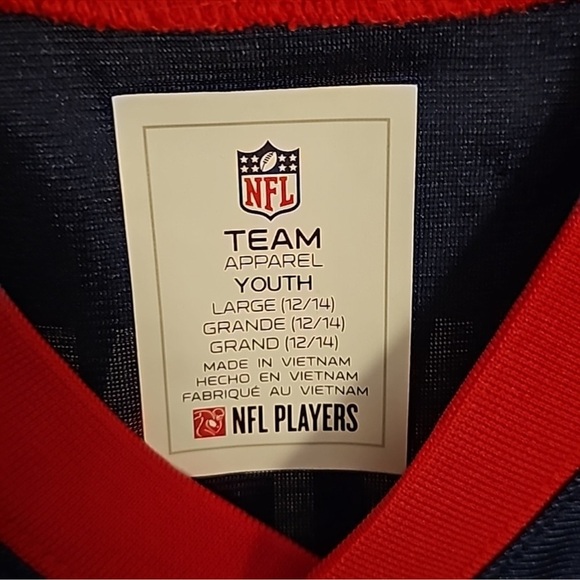 NFL
TEAM
APPAREL
YOUTH
LARGE (12/14)
GRANDE (12/14)
GRAND (12/14)
MADE IN VIETNAM
HECHO EN VIETNAM
FABRIQUÉ AU VIETNAM
NFL PLAYERS